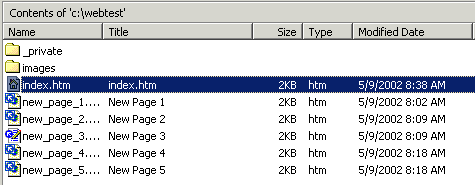 Contents of 'c:\webtest'
Name Title Size Type Modified Date
_private
images
index.htm index.htm 2KB htm 5/9/2002 8:38 AM
new_page_1.... New Page 1 2KB htm 5/9/2002 8:02 AM
new_page_2.... New Page 2 2KB htm 5/9/2002 8:09 AM
new_page_3.... New Page 3 2KB htm 5/9/2002 8:09 AM
new_page_4.... New Page 4 2KB htm 5/9/2002 8:18 AM
new_page_5.... New Page 5 2KB htm 5/9/2002 8:18 AM